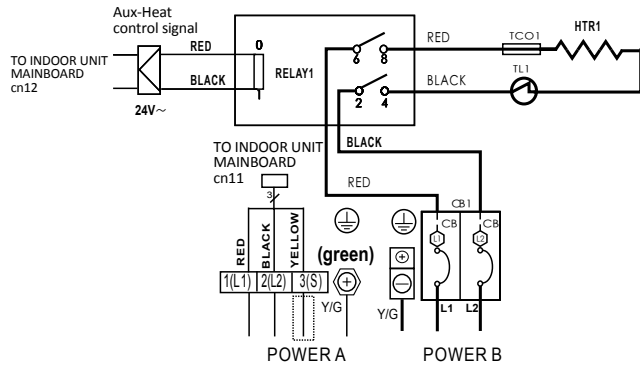 Aux-Heat
control signal
TO INDOOR UNIT
MAINBOARD
cn12
RED
BLACK
24V~
0
1
RELAY1
6 8
2 4
RED
BLACK
TCO1
HTR1
TL1
TO INDOOR UNIT
MAINBOARD
cn11
3
BLACK
RED
CB1
CB CB
L1 L2
RED
BLACK
YELLOW
(green)
1(L1) 2(L2) 3(S)
Y/G
Y/G
L1 L2
POWER A
POWER B